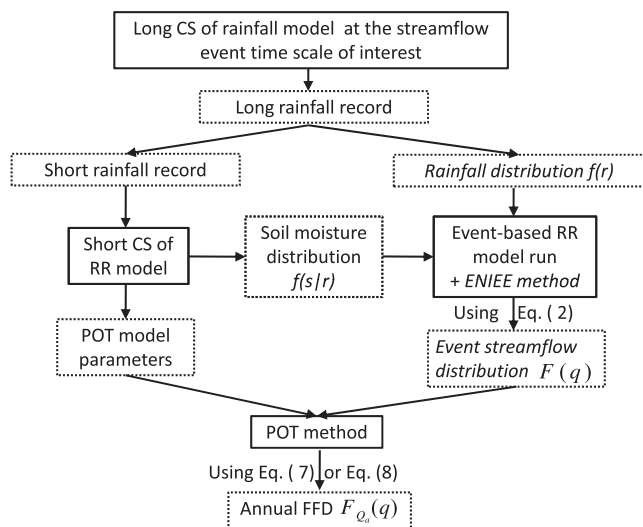 Long CS of rainfall model at the streamflow
event time scale of interest
Long rainfall record
Short rainfall record
Rainfall distribution f(r)
Short CS of
RR model
Soil moisture
distribution
f(s|r)
Event-based RR
model run
+ ENIEE method
Using Eq. ( 2)
POT model
parameters
Event streamflow
distribution F(q)
POT method
Using Eq. ( 7) or Eq. (8)
Annual FFD F_{Q_a}(q)